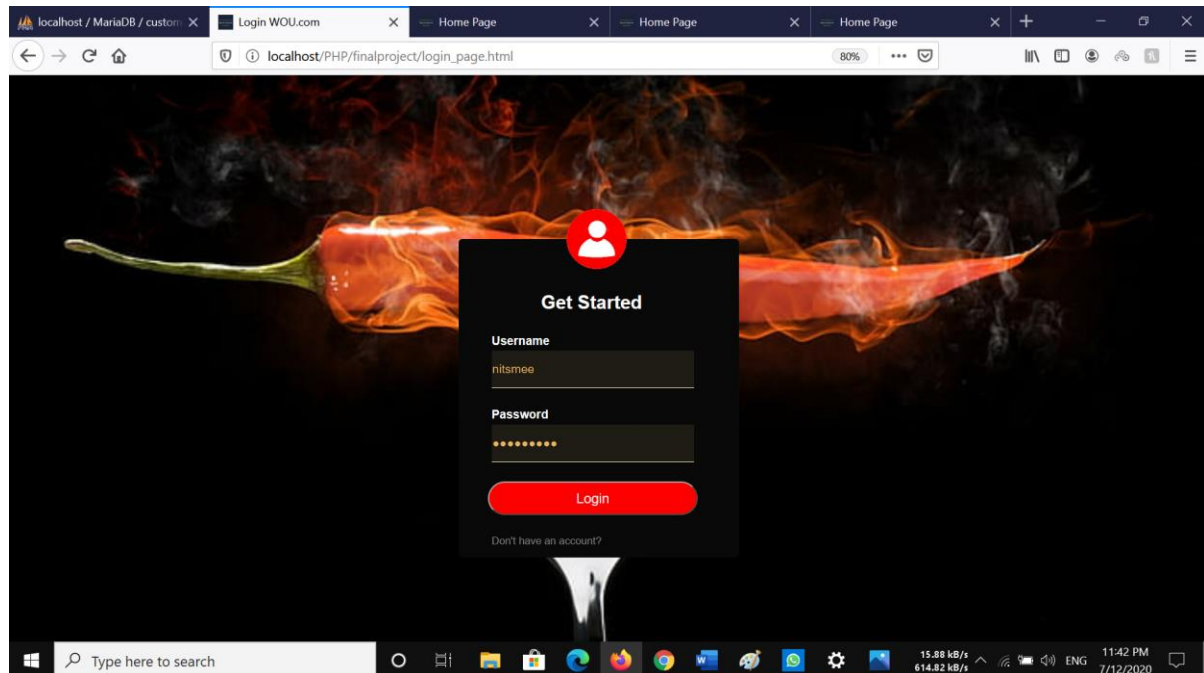 localhost / MariaDB / custom
Login WOU.com
Home Page
Home Page
Home Page
localhost/PHP/finalproject/login_page.html
80%
Get Started
Username
nitsmee
Password
Login
Don't have an account?
Type here to search
15.88 kB/s
614.82 kB/s
ENG
11:42 PM
7/12/2020